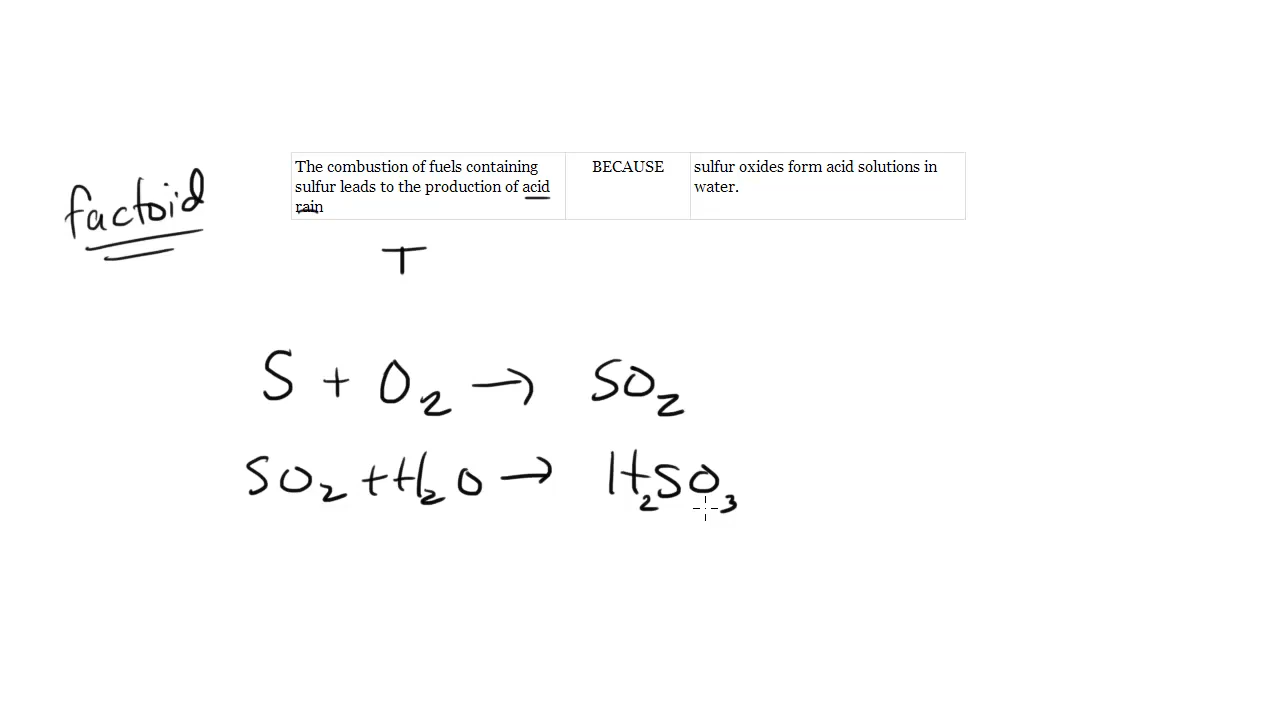 factoid
The combustion of fuels containing sulfur leads to the production of acid rain
BECAUSE
sulfur oxides form acid solutions in water.
T
S + O₂ → SO₂
SO₂ + H₂O → H₂SO₃